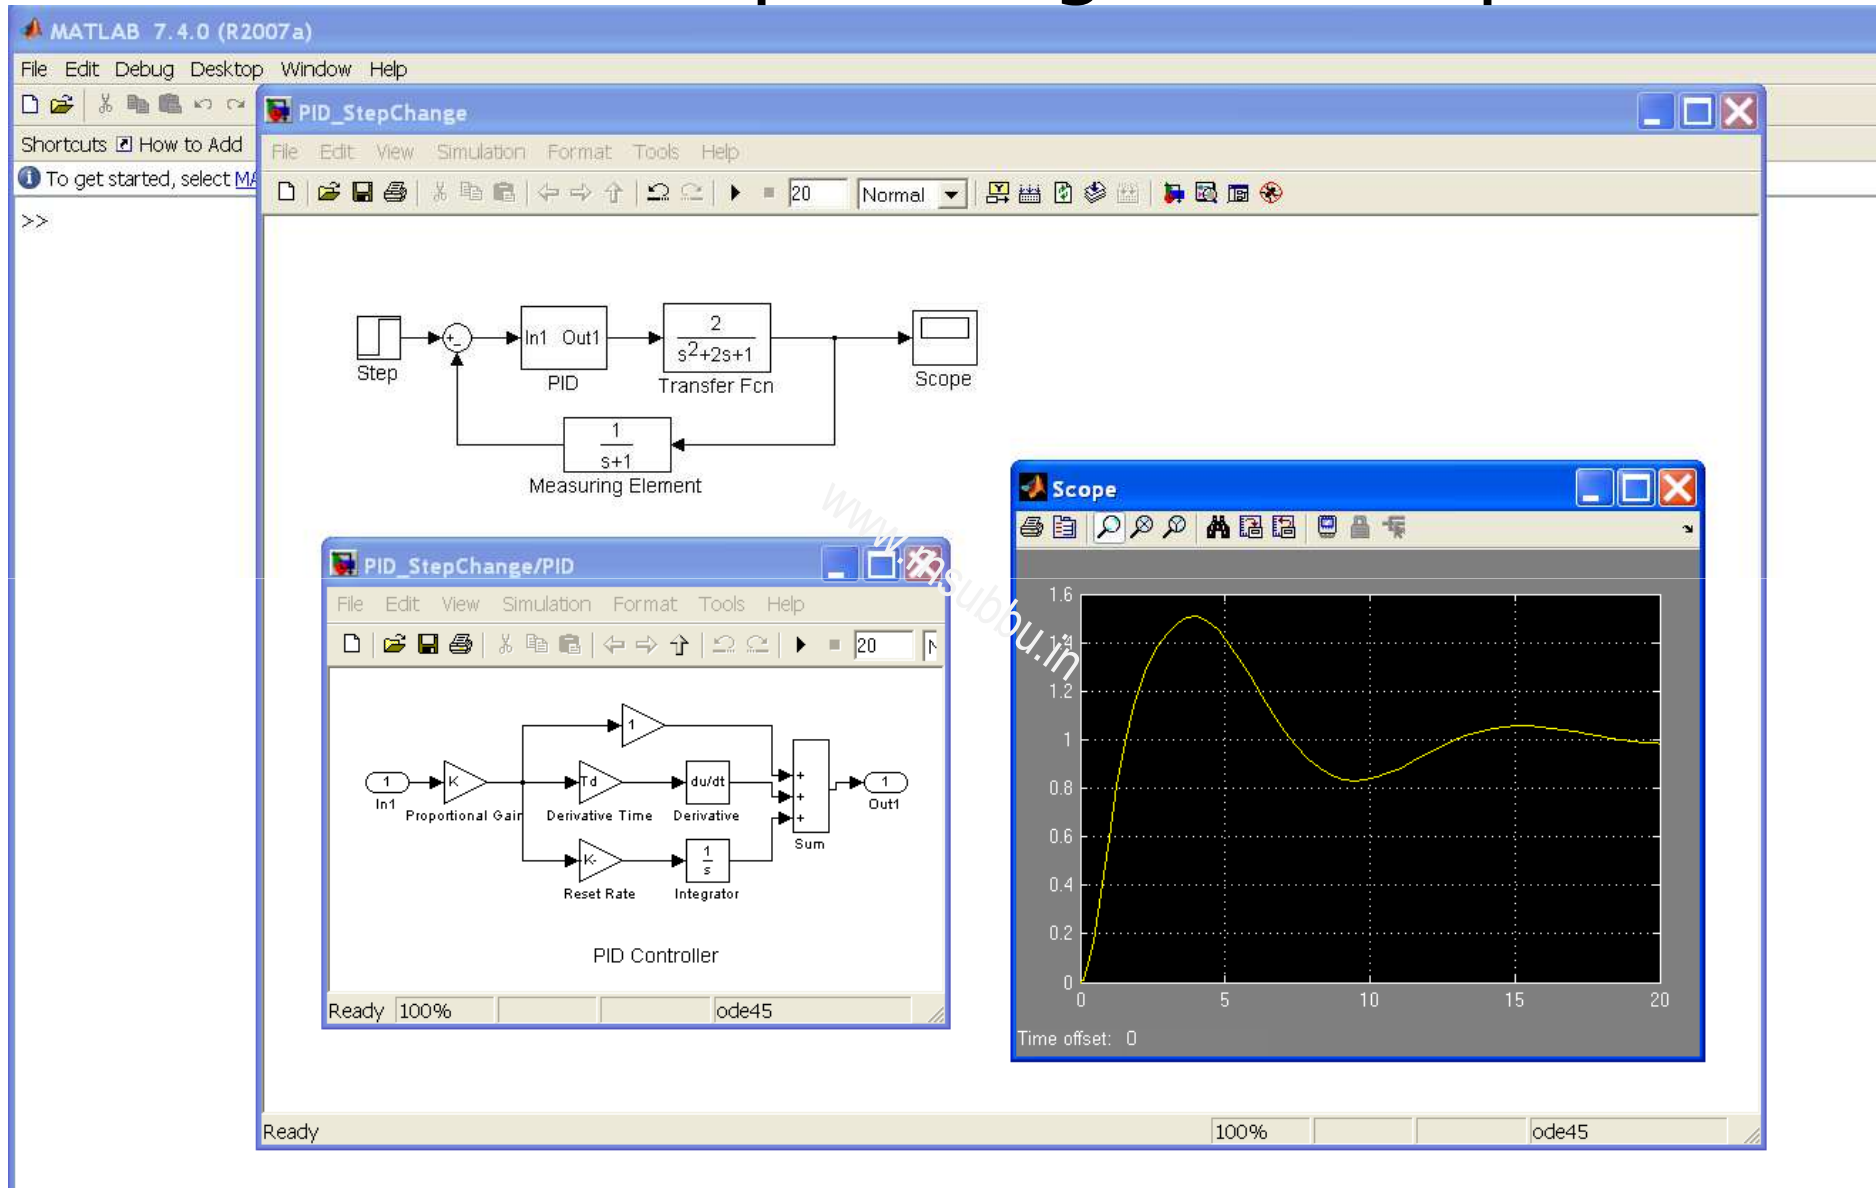 MATLAB 7.4.0 (R2007a)
File Edit Debug Desktop Window Help
Shortcuts How to Add
To get started, select MA
>>
PID_StepChange
File Edit View Simulation Format Tools Help
20 Normal
Step
+
-
In1 Out1
PID
2
s2+2s+1
Transfer Fcn
Scope
1
s+1
Measuring Element
www.msubbu.in
PID_StepChange/PID
File Edit View Simulation Format Tools Help
20
1
In1
K
Proportional Gain
1
Td
Derivative Time
du/dt
Derivative
K-
Reset Rate
1
s
Integrator
+
+
+
Sum
1
Out1
PID Controller
Ready 100% ode45
Scope
1.6
1.4
1.2
1
0.8
0.6
0.4
0.2
0
0 5 10 15 20
Time offset: 0
Ready 100% ode45